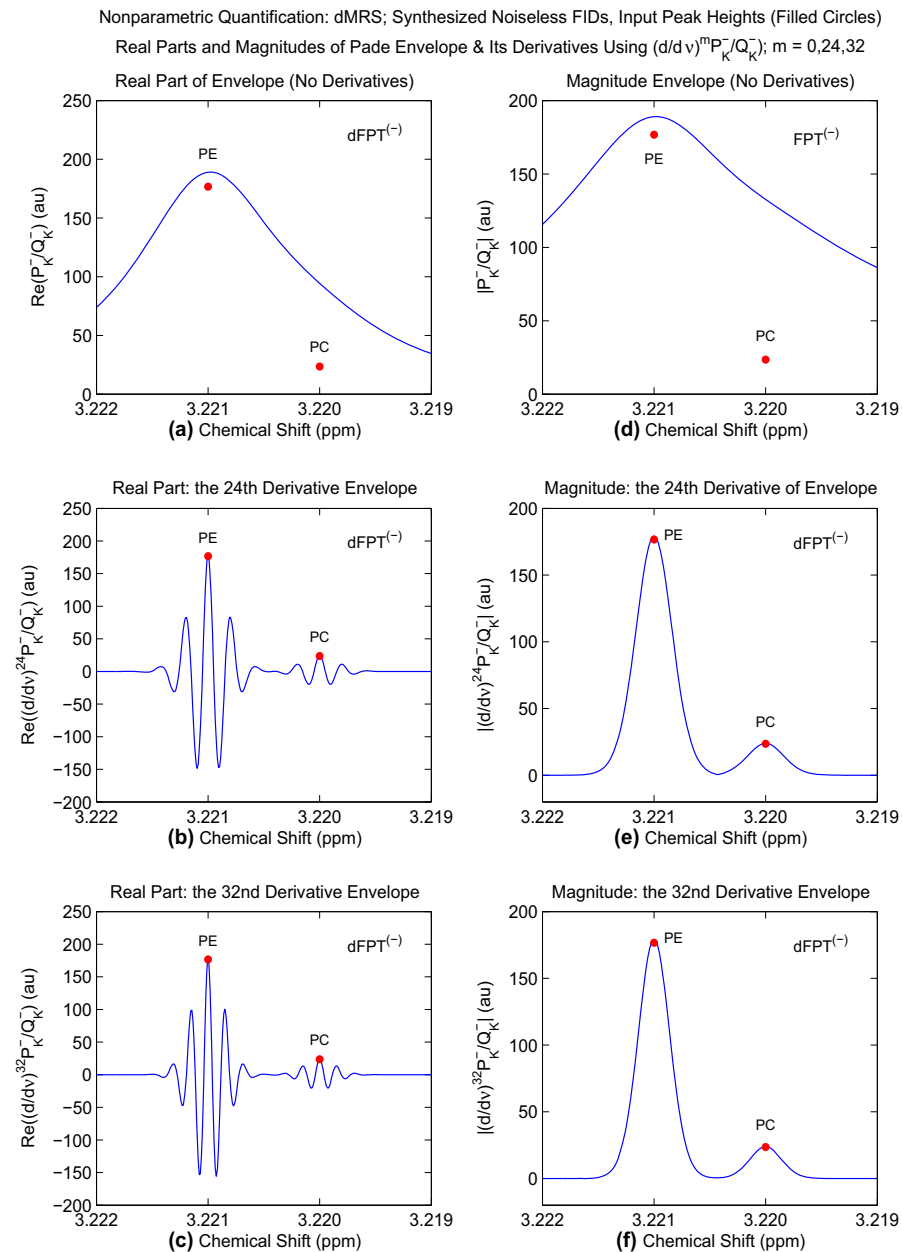 Nonparametric Quantification: dMRS; Synthesized Noiseless FIDs, Input Peak Heights (Filled Circles)
Real Parts and Magnitudes of Pade Envelope & Its Derivatives Using (d/dν)^m P_K^-/Q_K^-); m = 0,24,32
Real Part of Envelope (No Derivatives)
250
200
150
100
50
0
Re(P_K^-/Q_K^-) (au)
dFPT^(−)
PE
PC
3.222
3.221
3.220
3.219
(a) Chemical Shift (ppm)
Magnitude Envelope (No Derivatives)
200
150
100
50
0
|P_K^-/Q_K^-| (au)
FPT^(−)
PE
PC
3.222
3.221
3.220
3.219
(d) Chemical Shift (ppm)
Real Part: the 24th Derivative Envelope
250
200
150
100
50
0
−50
−100
−150
−200
Re((d/dν)^24 P_K^-/Q_K^-) (au)
dFPT^(−)
PE
PC
3.222
3.221
3.220
3.219
(b) Chemical Shift (ppm)
Magnitude: the 24th Derivative of Envelope
200
150
100
50
0
|(d/dν)^24 P_K^-/Q_K^-| (au)
dFPT^(−)
PE
PC
3.222
3.221
3.220
3.219
(e) Chemical Shift (ppm)
Real Part: the 32nd Derivative Envelope
250
200
150
100
50
0
−50
−100
−150
−200
Re((d/dν)^32 P_K^-/Q_K^-) (au)
dFPT^(−)
PE
PC
3.222
3.221
3.220
3.219
(c) Chemical Shift (ppm)
Magnitude: the 32nd Derivative Envelope
200
150
100
50
0
|(d/dν)^32 P_K^-/Q_K^-| (au)
dFPT^(−)
PE
PC
3.222
3.221
3.220
3.219
(f) Chemical Shift (ppm)